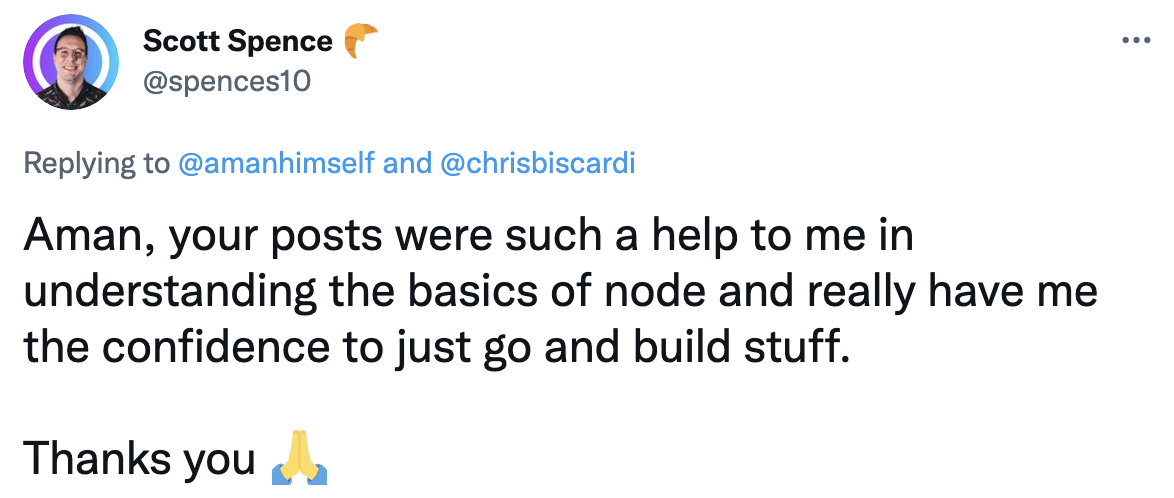 Scott Spence 🥐
@spences10
Replying to @amanhimself and @chrisbiscardi
Aman, your posts were such a help to me in
understanding the basics of node and really have me
the confidence to just go and build stuff.
Thanks you 🙏